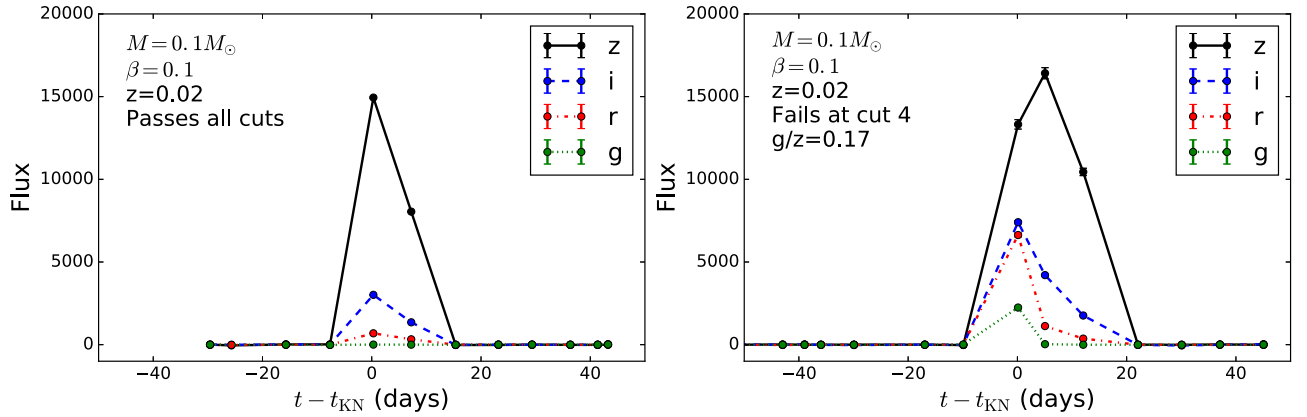 20000
15000
10000
5000
0
Flux
M = 0.1M⊙
β = 0.1
z=0.02
Passes all cuts
z
i
r
g
−40 −20 0 20 40
t − tKN (days)
20000
15000
10000
5000
0
Flux
M = 0.1M⊙
β = 0.1
z=0.02
Fails at cut 4
g/z=0.17
z
i
r
g
−40 −20 0 20 40
t − tKN (days)